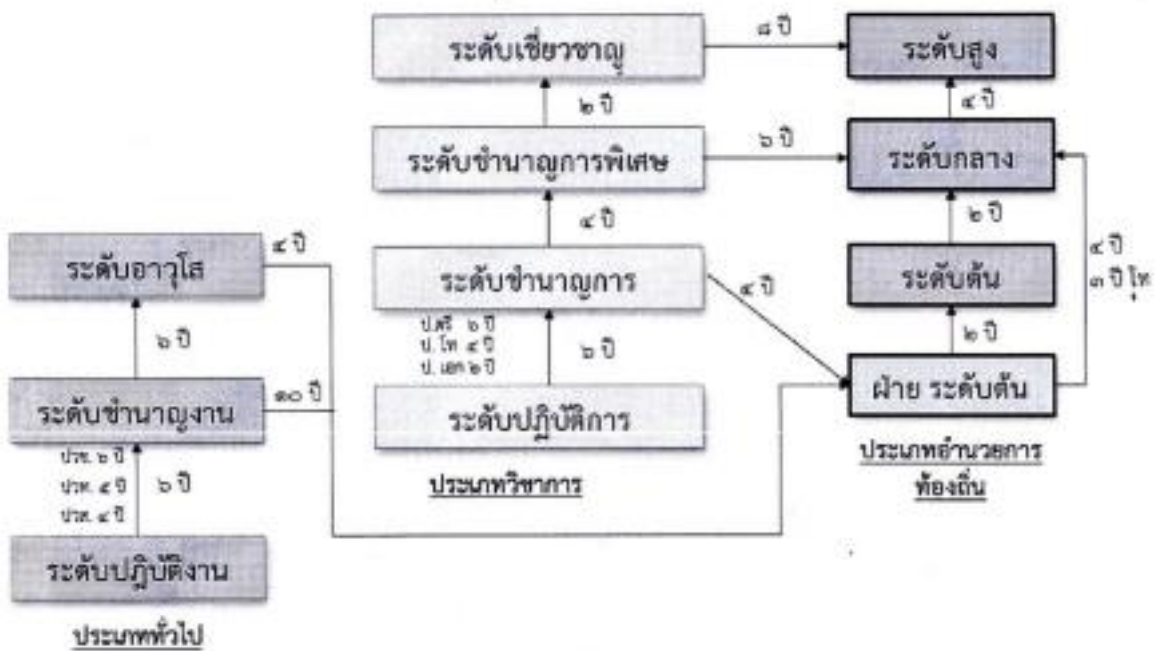 ระดับเชี่ยวชาญ
๘ ปี
ระดับสูง
๒ ปี
๔ ปี
ระดับชำนาญการพิเศษ
๖ ปี
ระดับกลาง
๔ ปี
๒ ปี
ระดับอาวุโส
๔ ปี
ระดับชำนาญการ
๔ ปี
ระดับต้น
๔ ปี
๓ ปี โท
๖ ปี
ป.ตรี ๖ ปี
ป.โท ๔ ปี
ป.เอก ๒ ปี
๖ ปี
๒ ปี
ระดับชำนาญงาน
๑๐ ปี
ระดับปฏิบัติการ
ฝ่าย ระดับต้น
ปวช. ๖ ปี
ปวท. ๕ ปี
ปวส. ๔ ปี
๖ ปี
ประเภทวิชาการ
ประเภทอำนวยการ
ท้องถิ่น
ระดับปฏิบัติงาน
ประเภททั่วไป